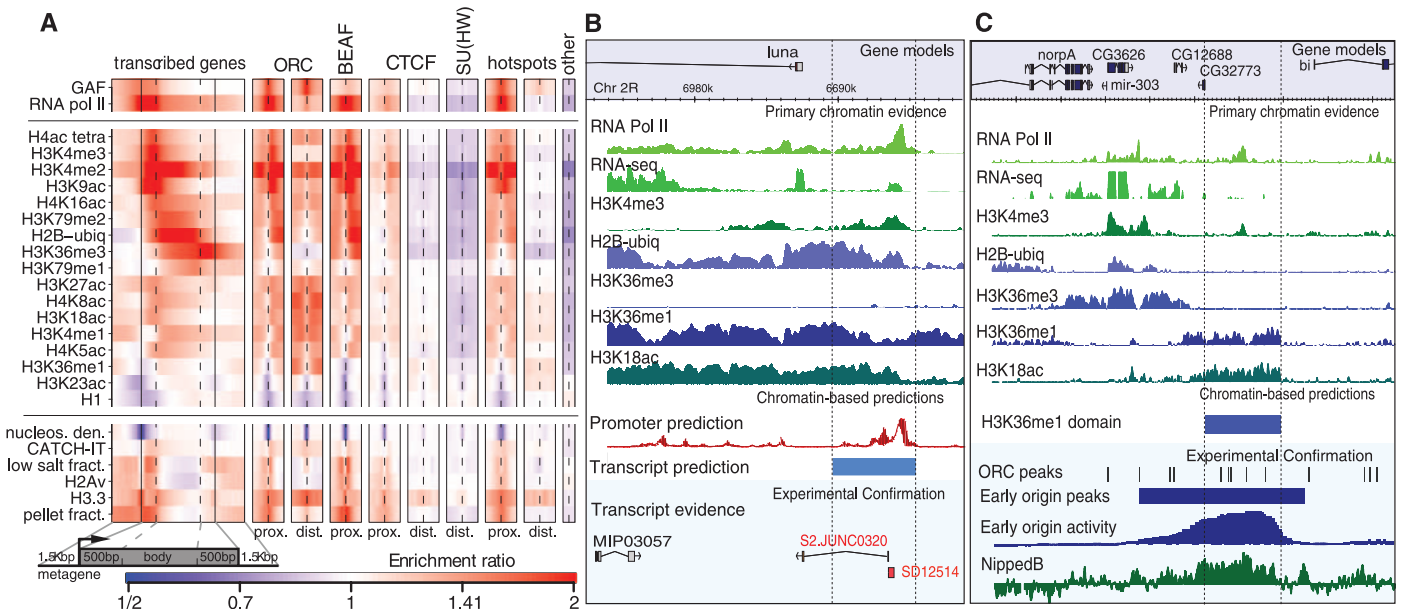 A
transcribed genes
ORC
BEAF
CTCF
SU(HW)
hotspots
other
GAF
RNA pol II
H4ac tetra
H3K4me3
H3K4me2
H3K9ac
H4K16ac
H3K79me2
H2B-ubiq
H3K36me3
H3K79me1
H3K27ac
H4K8ac
H3K18ac
H3K4me1
H4K5ac
H3K36me1
H3K23ac
H1
nucleos. den.
CATCH-IT
low salt fract.
H2Av
H3.3
pellet fract.
prox. dist. prox. prox. dist. dist. prox. dist.
1.5Kbp 500bp body 500bp 1.5Kbp
metagene
Enrichment ratio
1/2 0.7 1 1.41 2
B
luna
Gene models
Chr 2R 6980k 6690k
Primary chromatin evidence
RNA Pol II
RNA-seq
H3K4me3
H2B-ubiq
H3K36me3
H3K36me1
H3K18ac
Chromatin-based predictions
Promoter prediction
Transcript prediction
Experimental Confirmation
Transcript evidence
MIP03057
S2.JUNC0320
SD12514
C
norpA
CG3626
CG12688
Gene models
mir-303
CG32773
bi
Primary chromatin evidence
RNA Pol II
RNA-seq
H3K4me3
H2B-ubiq
H3K36me3
H3K36me1
H3K18ac
Chromatin-based predictions
H3K36me1 domain
Experimental Confirmation
ORC peaks
Early origin peaks
Early origin activity
NippedB